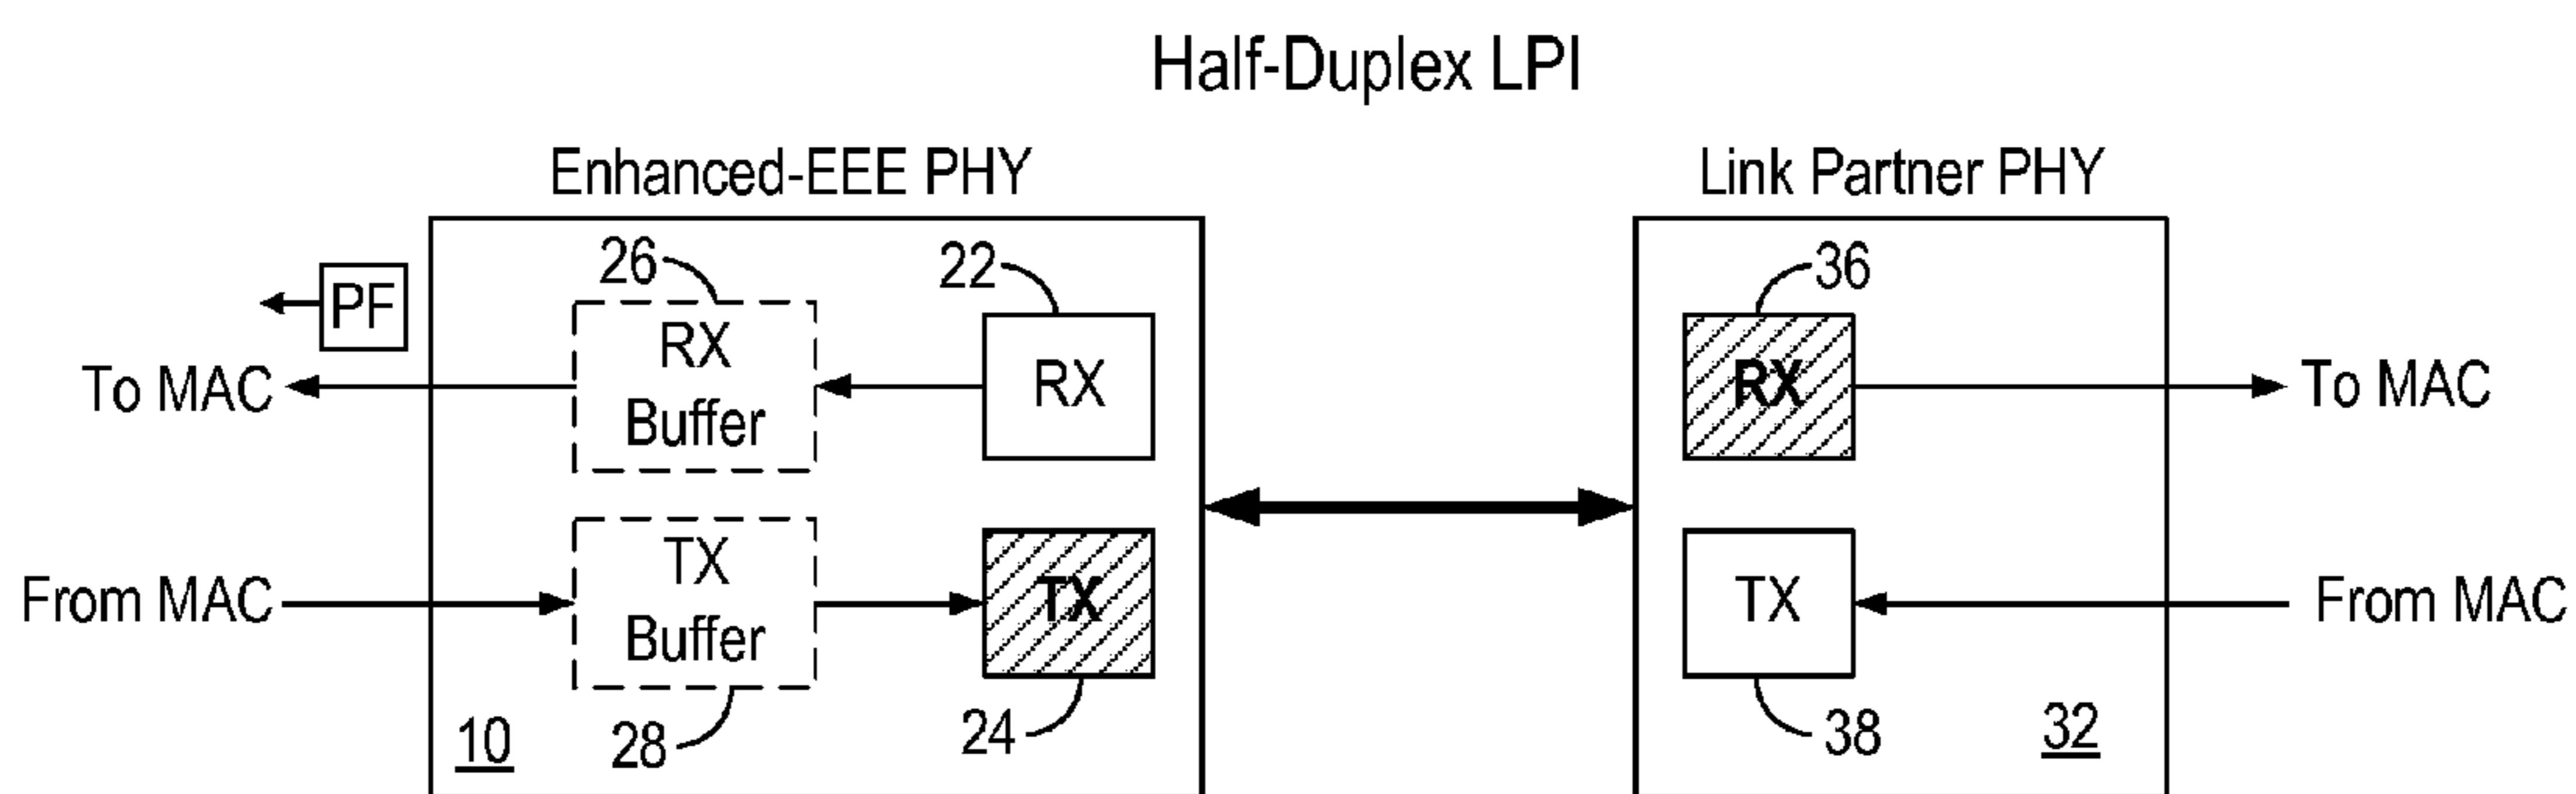 Half-Duplex LPI
Enhanced-EEE PHY
Link Partner PHY
26
22
36
PF
RX
Buffer
RX
RX
To MAC
To MAC
TX
Buffer
TX
TX
From MAC
From MAC
10
28
24
38
32